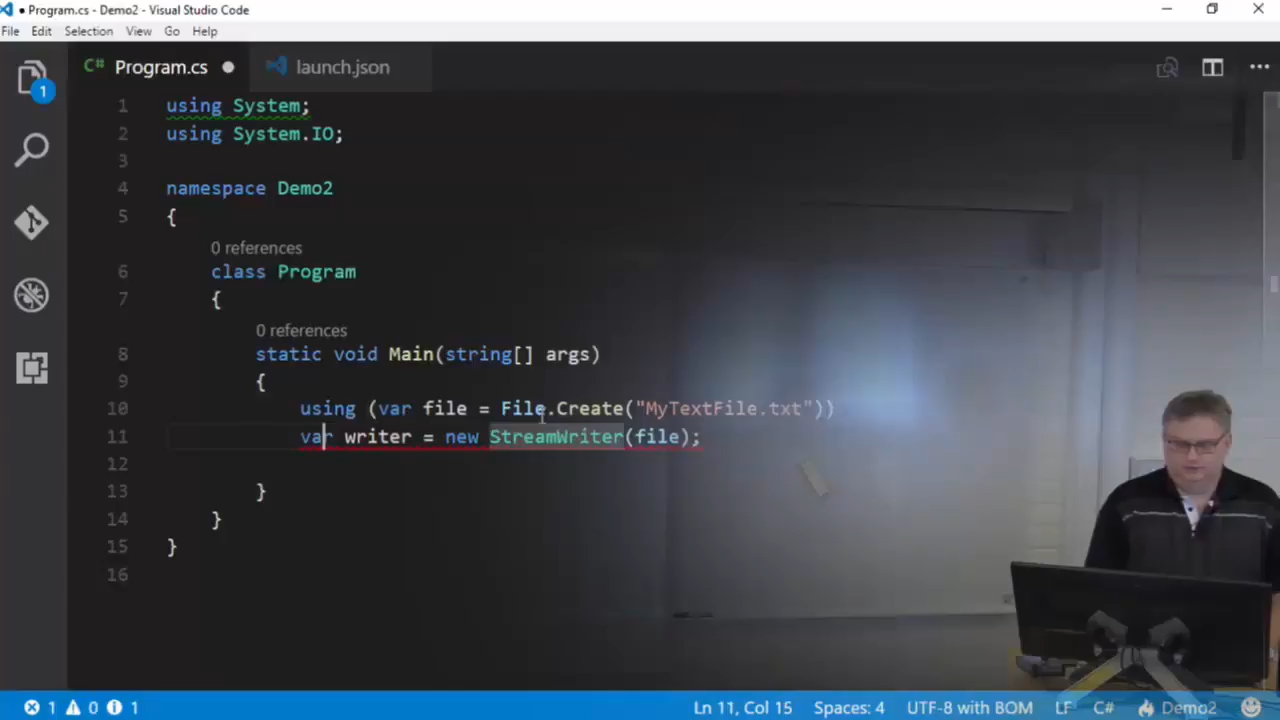 ● Program.cs - Demo2 - Visual Studio Code
File Edit Selection View Go Help
1
C# Program.cs ● launch.json
1 using System;
2 using System.IO;
3
4 namespace Demo2
5 {
0 references
6 class Program
7 {
0 references
8 static void Main(string[] args)
9 {
10 using (var file = File.Create("MyTextFile.txt"))
11 var writer = new StreamWriter(file);
12
13 }
14 }
15 }
16
1 0 1 Ln 11, Col 15 Spaces: 4 UTF-8 with BOM LF C# Demo2